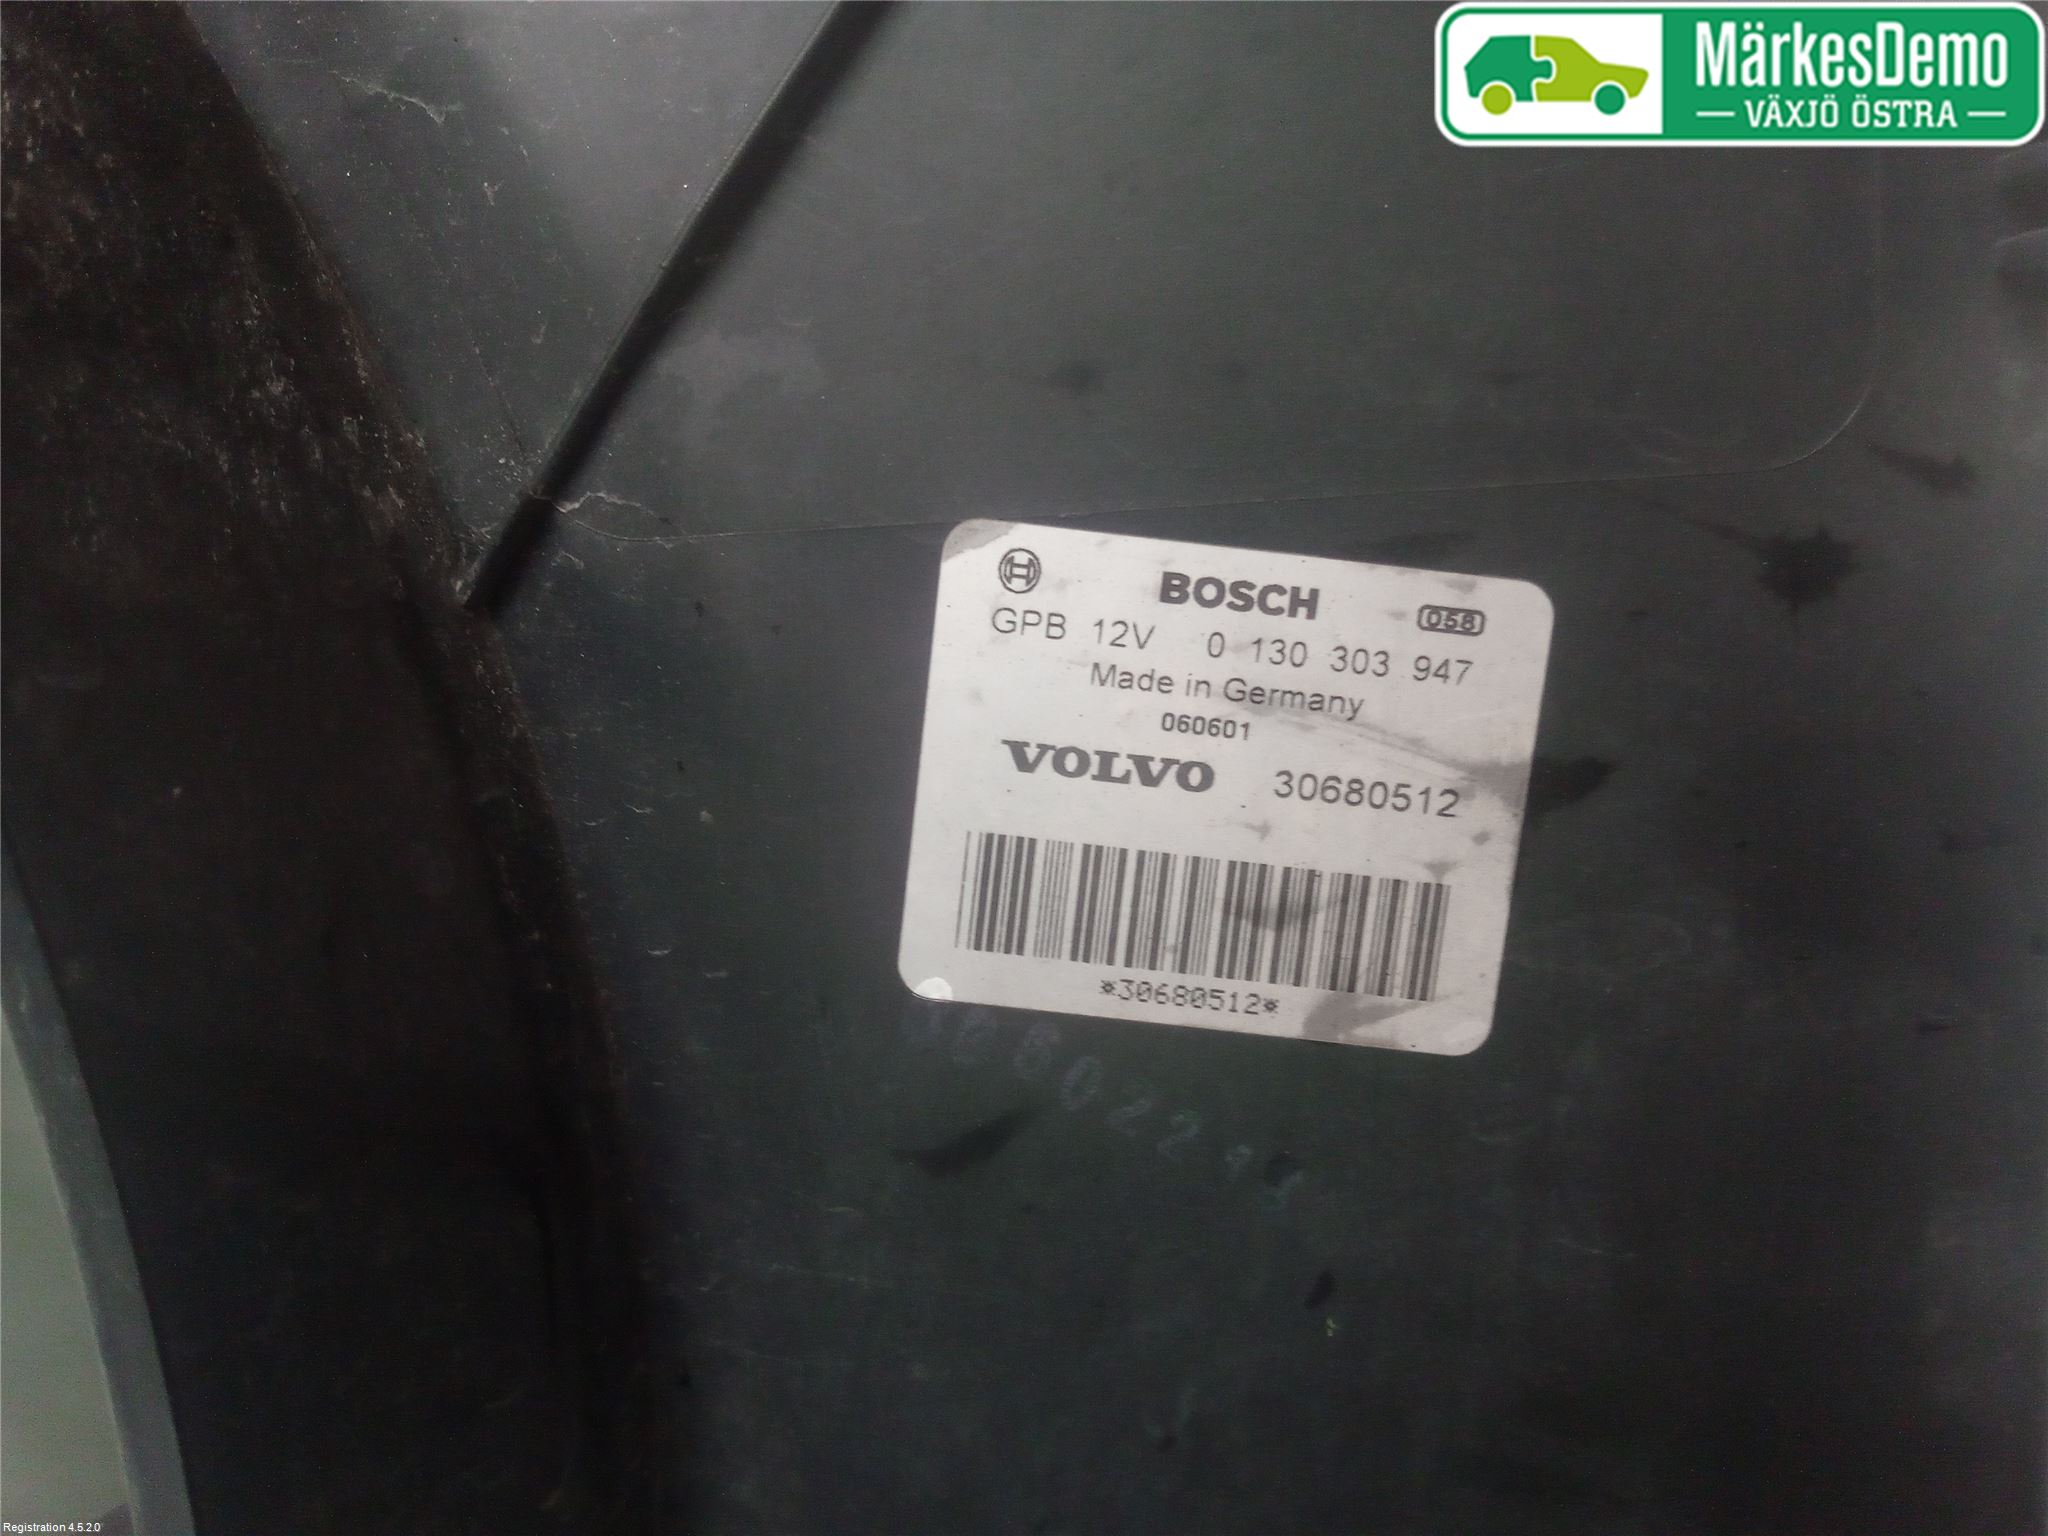 MärkesDemo
VÄXJÖ ÖSTRA
BOSCH
058
GPB 12V 0 130 303 947
Made in Germany
060601
VOLVO 30680512
*30680512*
Registration 4.5.2.0